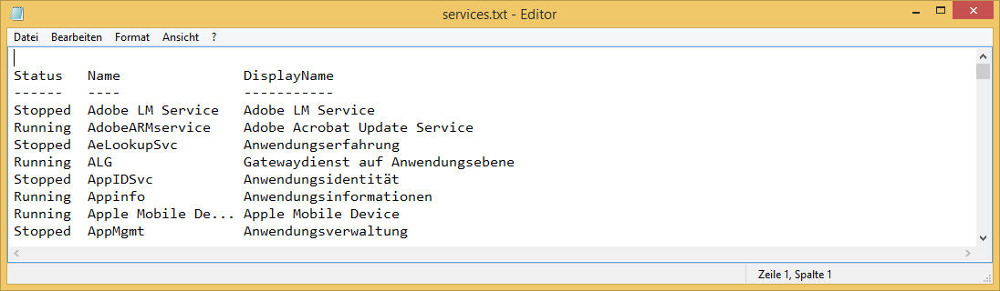 services.txt - Editor
Datei Bearbeiten Format Ansicht ?
Status Name DisplayName
------ ---- -----------
Stopped Adobe LM Service Adobe LM Service
Running AdobeARMservice Adobe Acrobat Update Service
Stopped AeLookupSvc Anwendungserfahrung
Running ALG Gatewaydienst auf Anwendungsebene
Stopped AppIDSvc Anwendungsidentität
Running Appinfo Anwendungsinformationen
Running Apple Mobile De... Apple Mobile Device
Stopped AppMgmt Anwendungsverwaltung
Zeile 1, Spalte 1